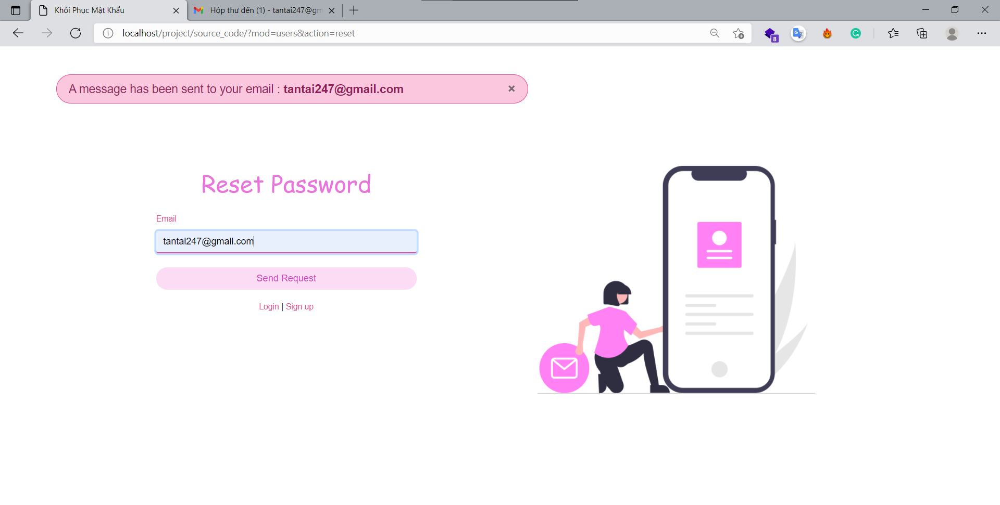 Khôi Phục Mật Khẩu
Hộp thư đến (1) - tantai247@gm
localhost/project/source_code/?mod=users&action=reset
8
A message has been sent to your email : tantai247@gmail.com
Reset Password
Email
tantai247@gmail.com
Send Request
Login | Sign up